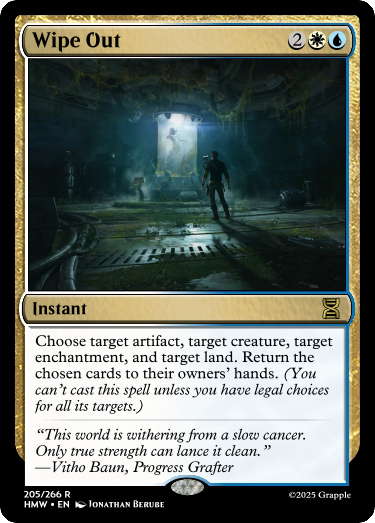 Wipe Out 2
Instant
Choose target artifact, target creature, target
enchantment, and target land. Return the
chosen cards to their owners’ hands. (You
can’t cast this spell unless you have legal choices
for all its targets.)
“This world is withering from a slow cancer.
Only true strength can lance it clean.”
—Vitho Baun, Progress Grafter
205/266 R
HMW • EN Jonathan Berube
©2025 Grapple